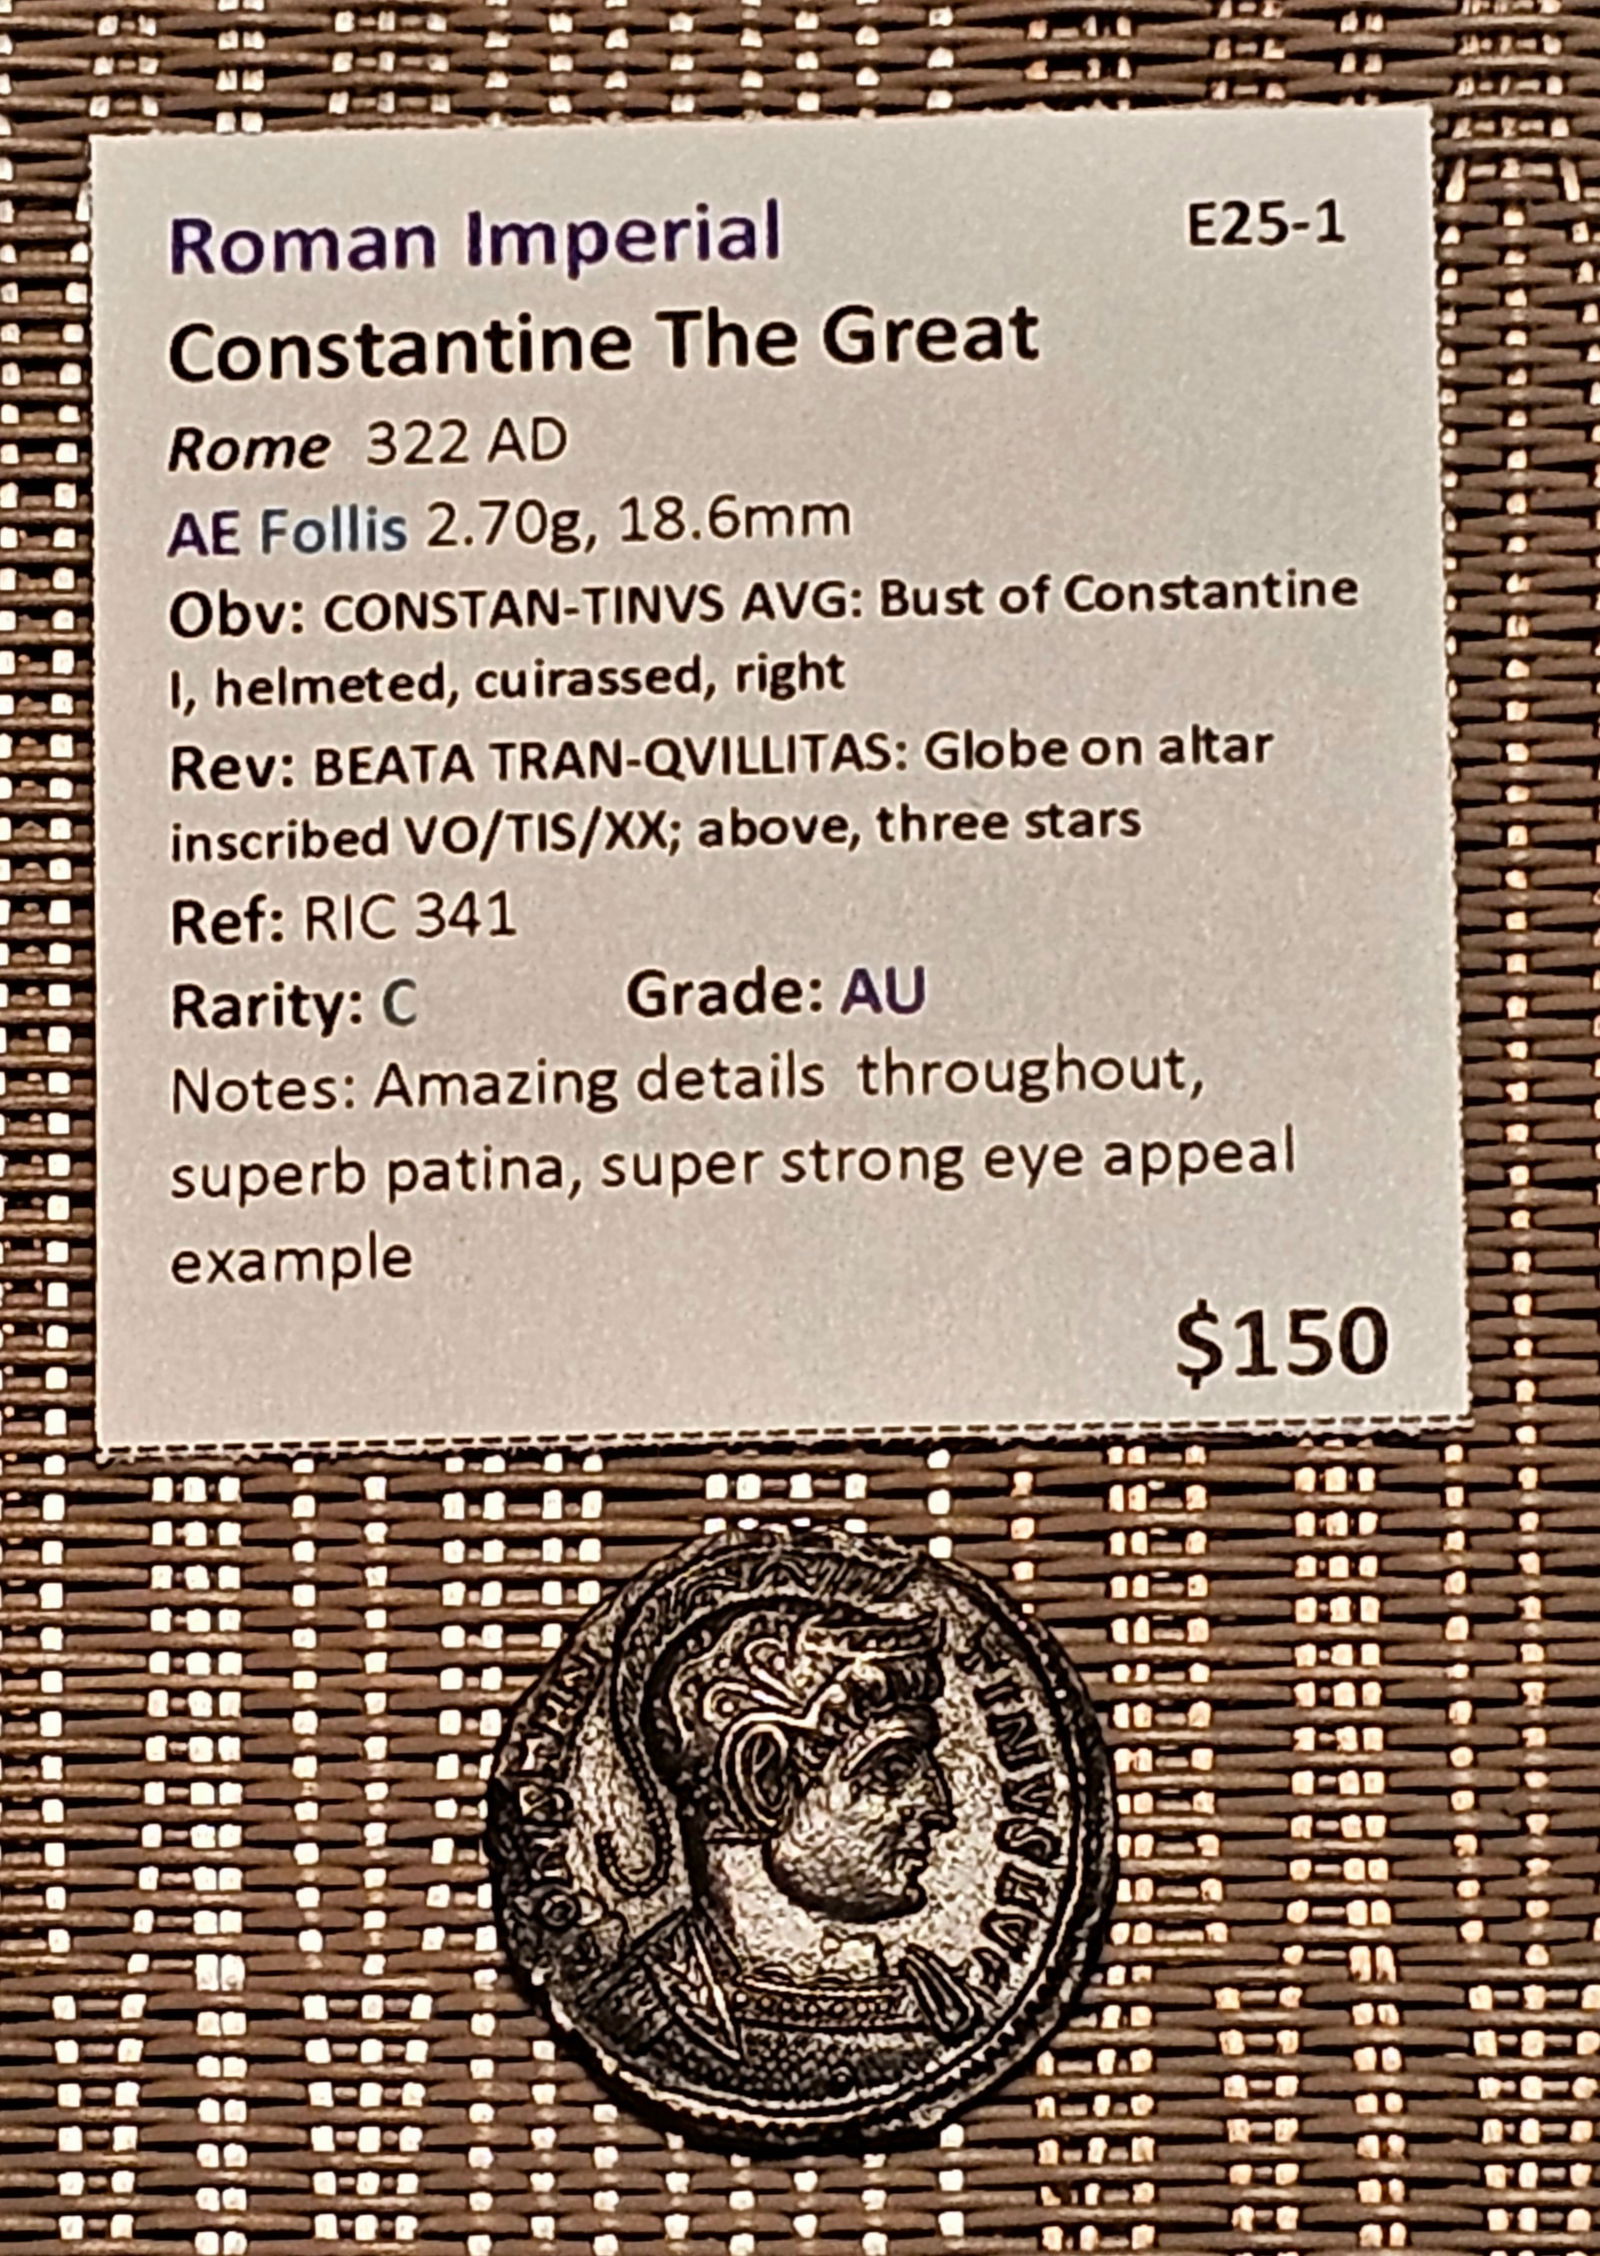 Roman Imperial E25-1
Constantine The Great
Rome 322 AD
AE Follis 2.70g, 18.6mm
Obv: CONSTAN-TINVS AVG: Bust of Constantine
I, helmeted, cuirassed, right
Rev: BEATA TRAN-QVILLITAS: Globe on altar
inscribed VO/TIS/XX; above, three stars
Ref: RIC 341
Rarity: C Grade: AU
Notes: Amazing details throughout,
superb patina, super strong eye appeal
example
$150
CONSTAN TINVS AVG